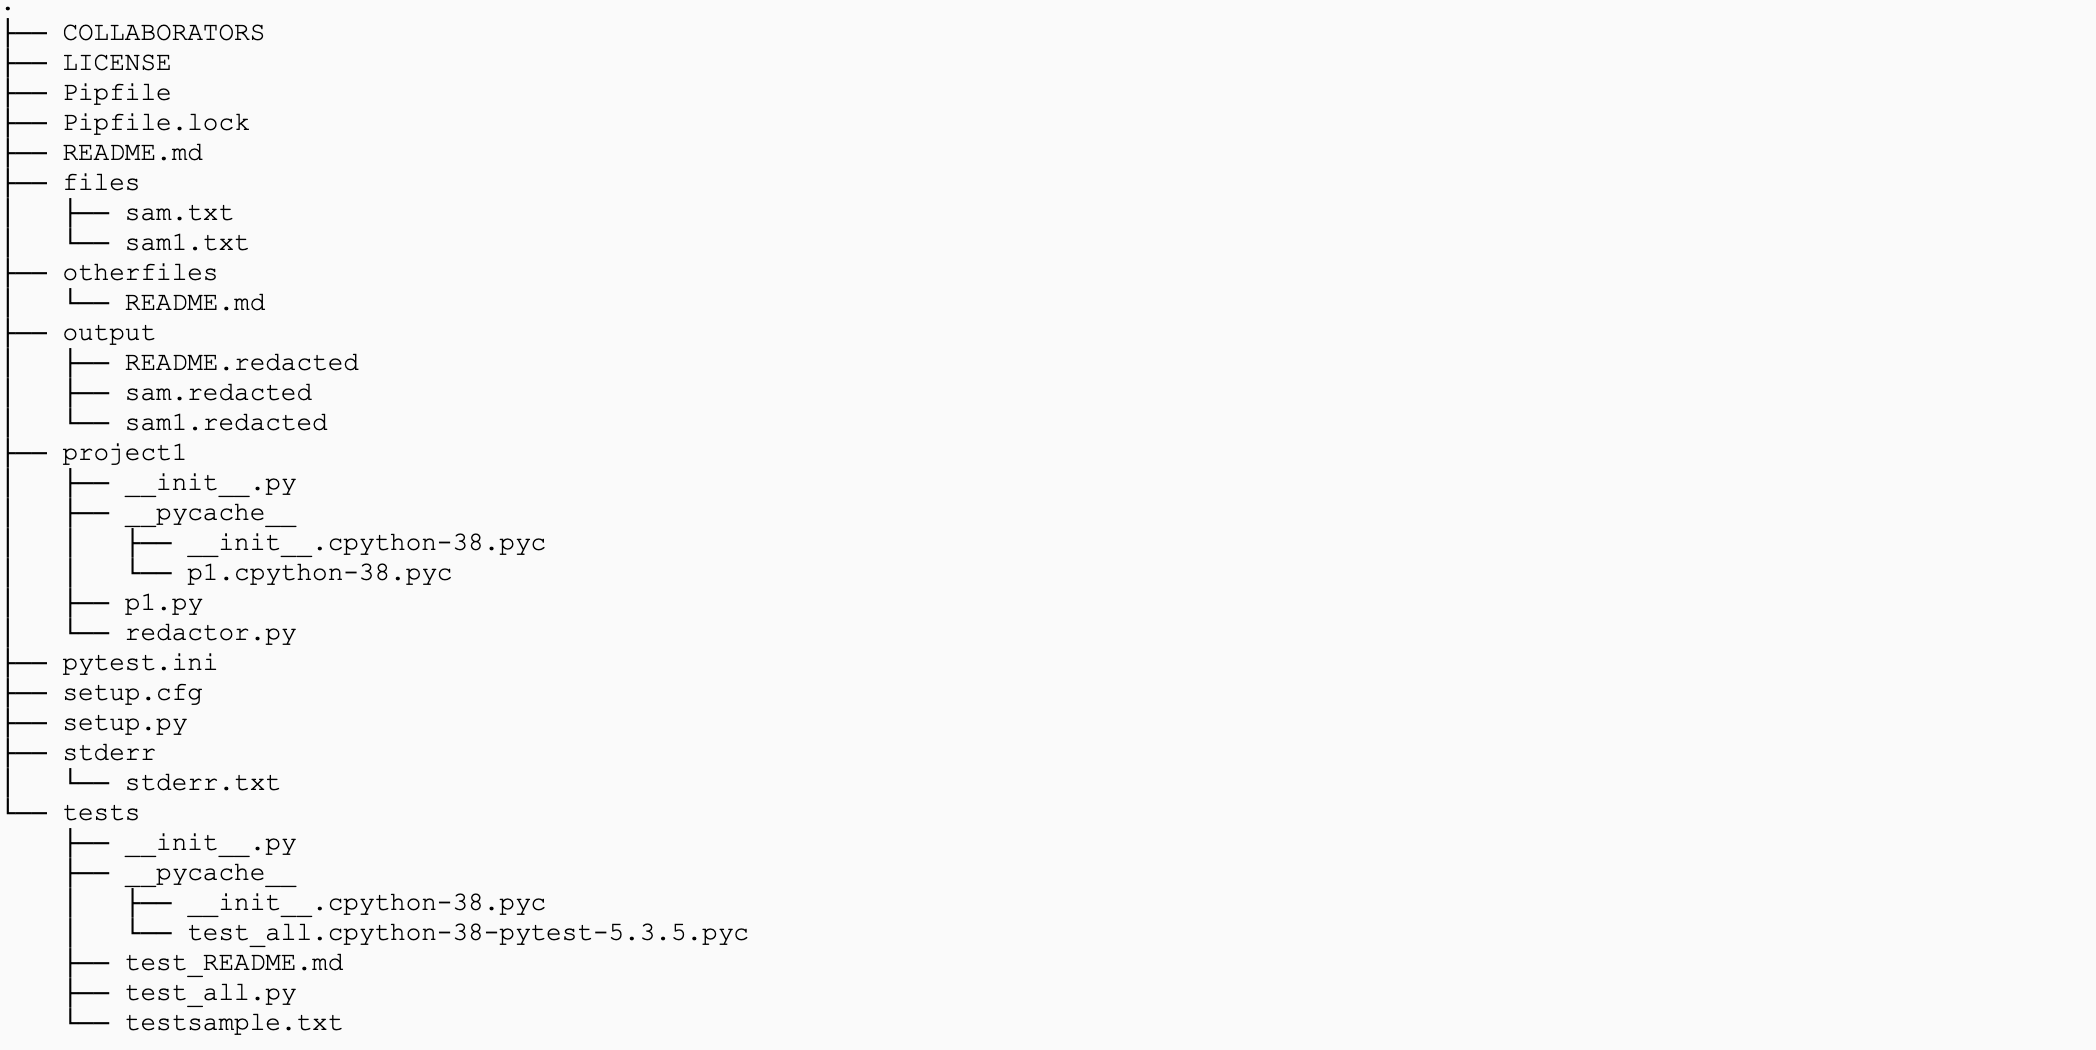 .
├── COLLABORATORS
├── LICENSE
├── Pipfile
├── Pipfile.lock
├── README.md
├── files
│   ├── sam.txt
│   └── sam1.txt
├── otherfiles
│   └── README.md
├── output
│   ├── README.redacted
│   ├── sam.redacted
│   └── sam1.redacted
├── project1
│   ├── __init__.py
│   ├── __pycache__
│   │   ├── __init__.cpython-38.pyc
│   │   └── p1.cpython-38.pyc
│   ├── p1.py
│   └── redactor.py
├── pytest.ini
├── setup.cfg
├── setup.py
├── stderr
│   └── stderr.txt
└── tests
    ├── __init__.py
    ├── __pycache__
    │   ├── __init__.cpython-38.pyc
    │   └── test_all.cpython-38-pytest-5.3.5.pyc
    ├── test_README.md
    ├── test_all.py
    └── testsample.txt